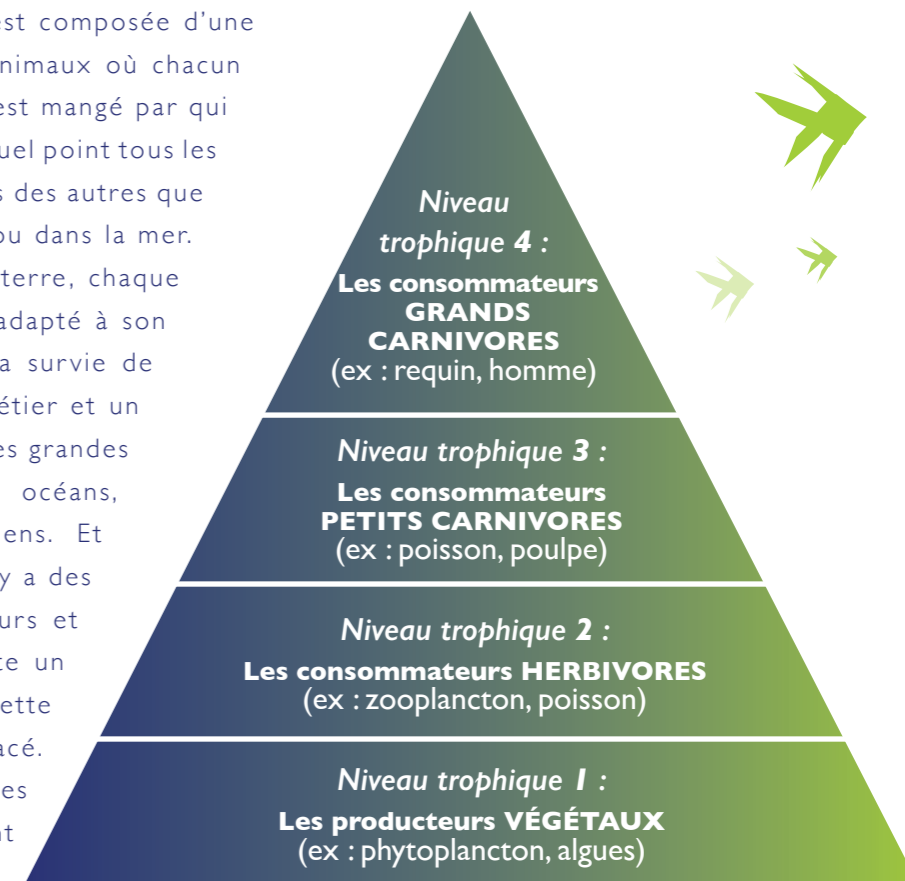 est composée d'une
nimaux où chacun
est mangé par qui
uel point tous les
s des autres que
ou dans la mer.
terre, chaque
adapté à son
a survie de
étier et un
es grandes
océans,
ens. Et
y a des
urs et
te un
ette
acé.
es
nt
Niveau
trophique 4 :
Les consommateurs
GRANDS
CARNIVORES
(ex : requin, homme)
Niveau trophique 3 :
Les consommateurs
PETITS CARNIVORES
(ex : poisson, poulpe)
Niveau trophique 2 :
Les consommateurs HERBIVORES
(ex : zooplancton, poisson)
Niveau trophique 1 :
Les producteurs VÉGÉTAUX
(ex : phytoplancton, algues)